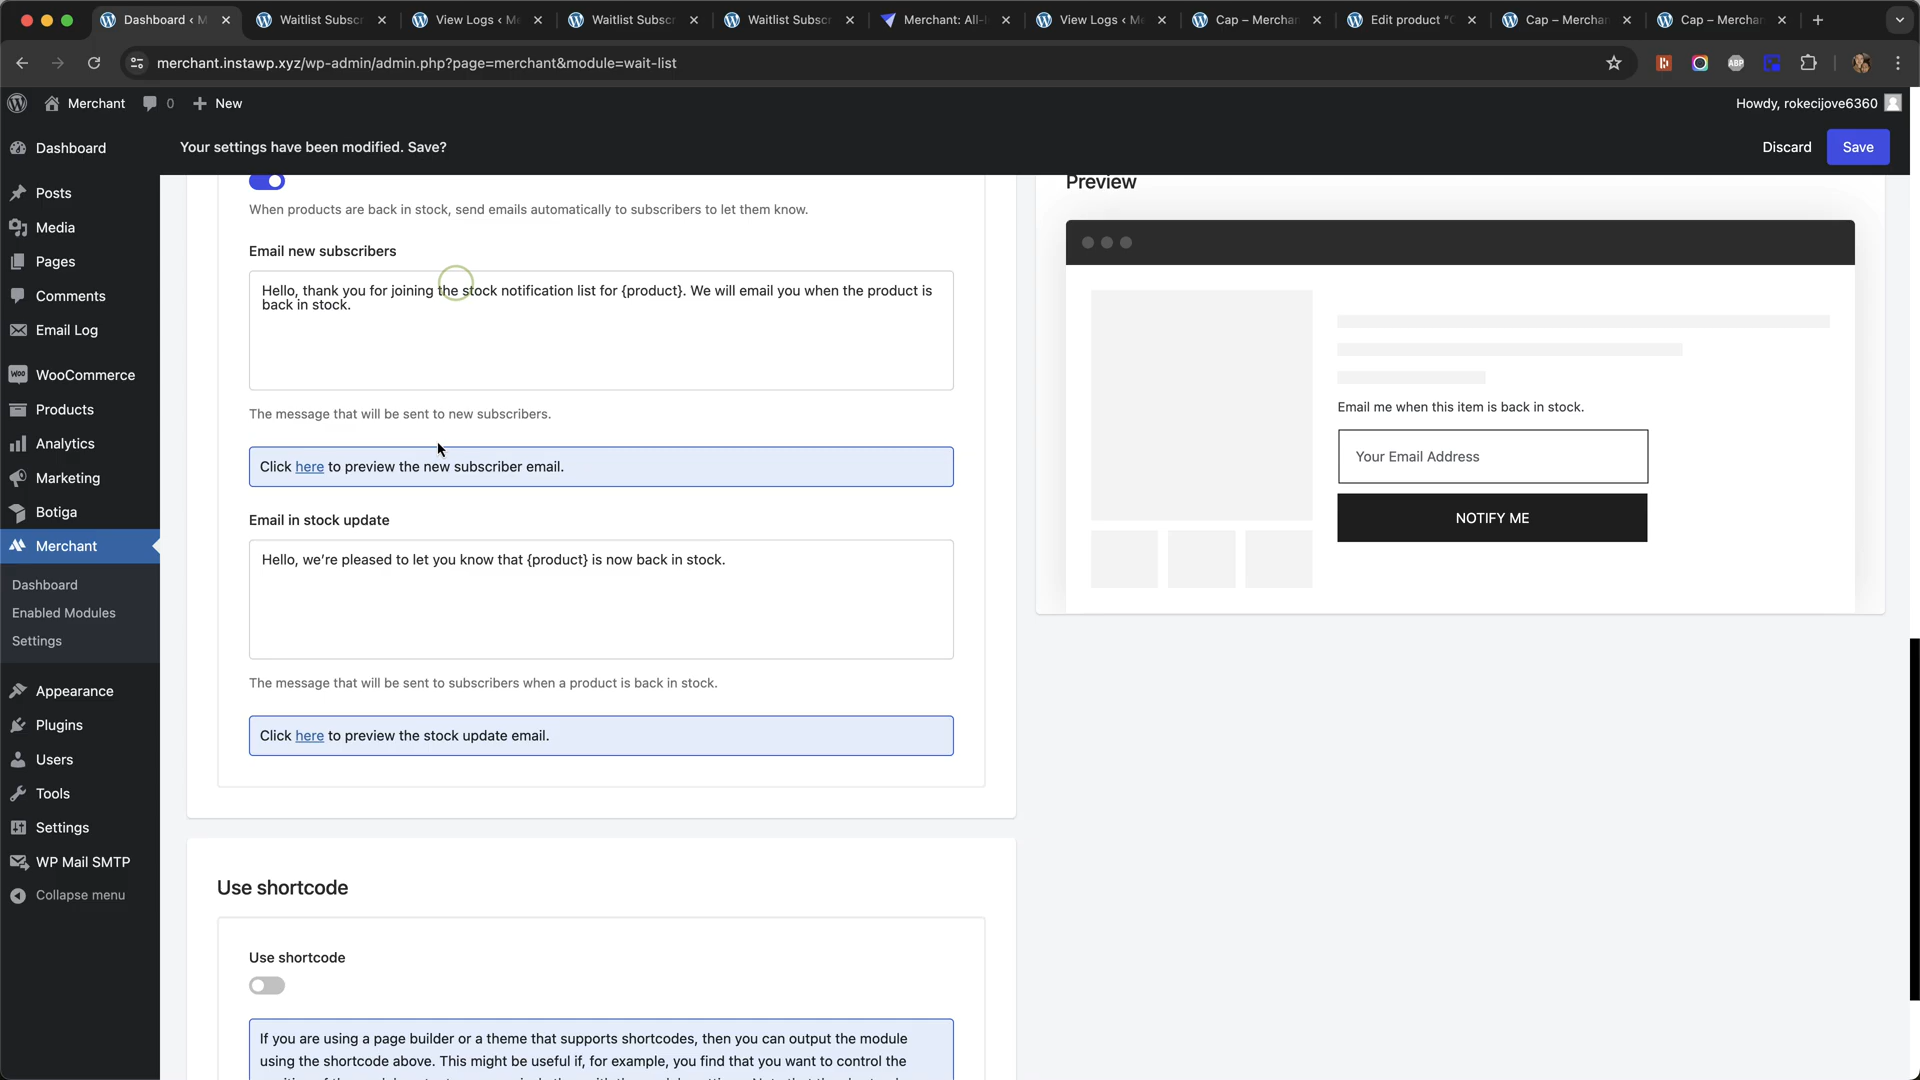 Dashboard ‹ M
Waitlist Subscr
View Logs ‹ Me
Waitlist Subscr
Waitlist Subscr
Merchant: All-
View Logs ‹ Me
Cap – Merchan
Edit product “C
Cap – Merchan
Cap – Merchan
merchant.instawp.xyz/wp-admin/admin.php?page=merchant&module=wait-list
ABP
Merchant
0
New
Howdy, rokecijove6360
Your settings have been modified. Save?
Discard
Save
Dashboard
Posts
Media
Pages
Comments
Email Log
WooCommerce
Products
Analytics
Marketing
Botiga
Merchant
Dashboard
Enabled Modules
Settings
Appearance
Plugins
Users
Tools
Settings
WP Mail SMTP
Collapse menu
When products are back in stock, send emails automatically to subscribers to let them know.
Email new subscribers
Hello, thank you for joining the stock notification list for {product}. We will email you when the product is
back in stock.
The message that will be sent to new subscribers.
Click here to preview the new subscriber email.
Email in stock update
Hello, we’re pleased to let you know that {product} is now back in stock.
The message that will be sent to subscribers when a product is back in stock.
Click here to preview the stock update email.
Use shortcode
Use shortcode
If you are using a page builder or a theme that supports shortcodes, then you can output the module
using the shortcode above. This might be useful if, for example, you find that you want to control the
Preview
Email me when this item is back in stock.
Your Email Address
NOTIFY ME